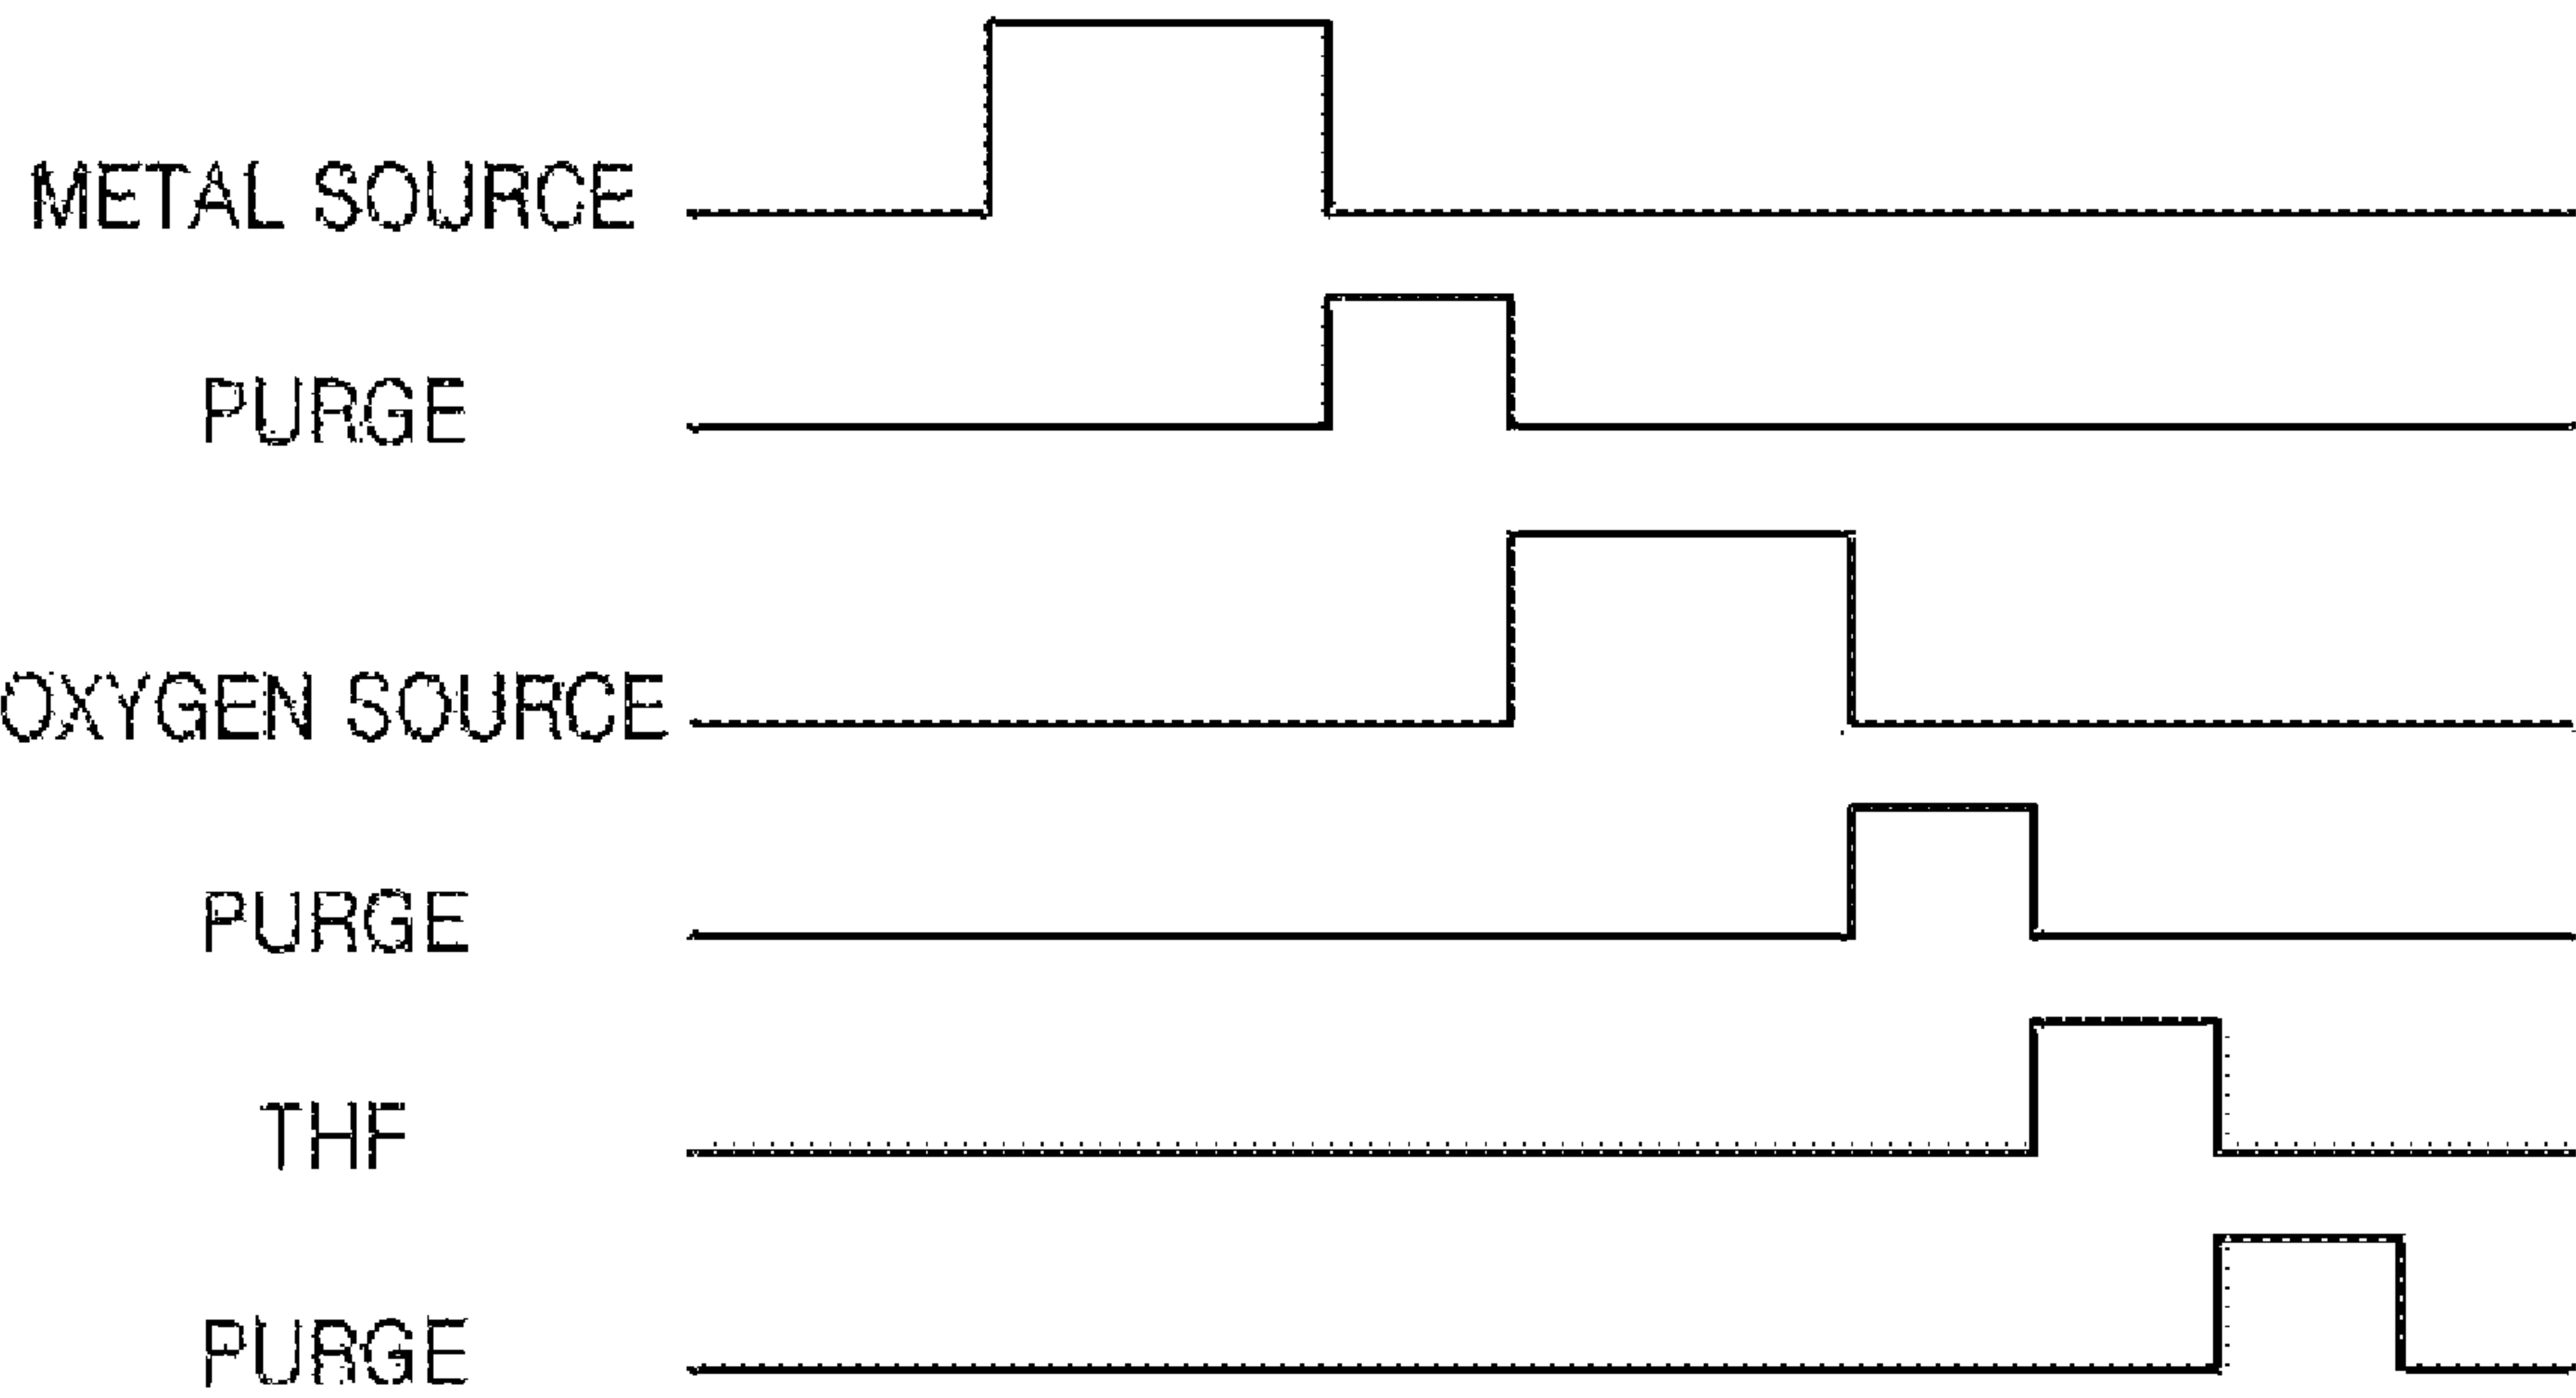 METAL SOURCE
PURGE
OXYGEN SOURCE
PURGE
THF
PURGE